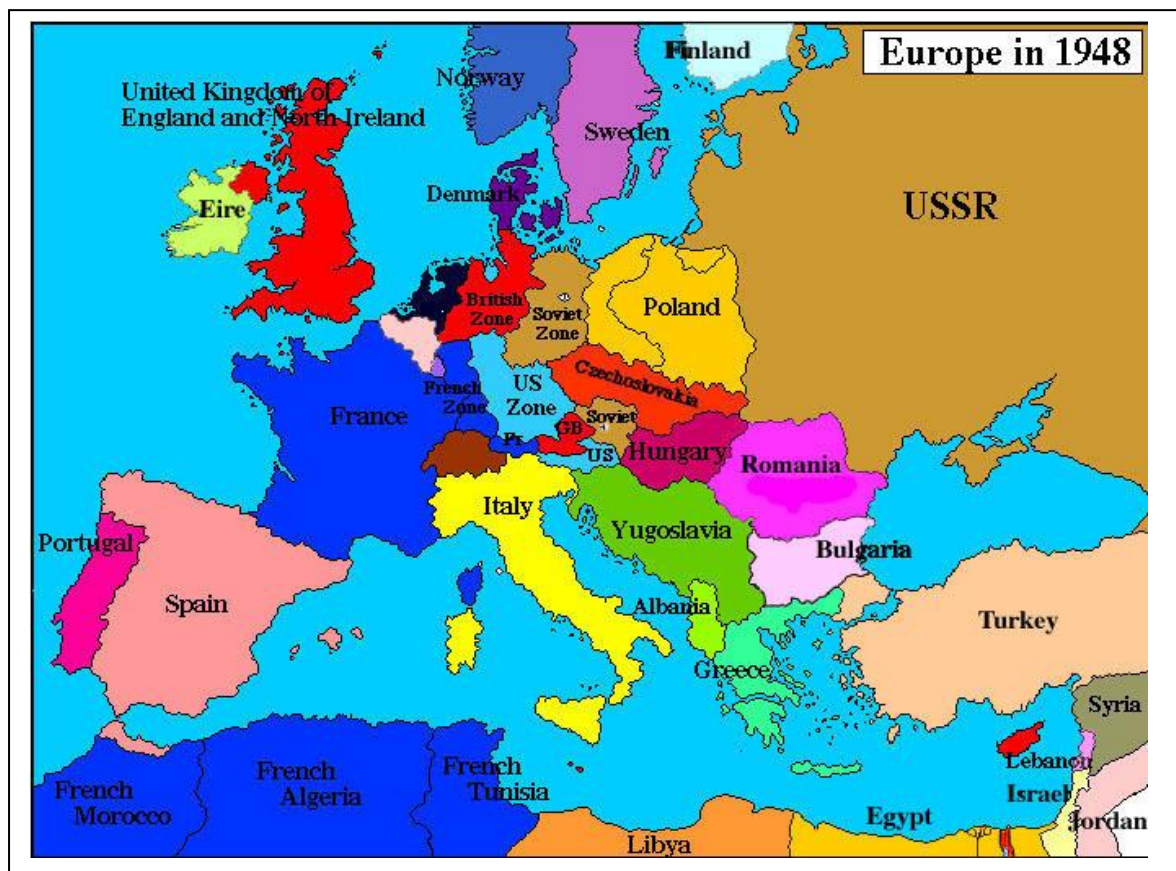 Europe in 1948
Finland
Norway
United Kingdom of
England and North Ireland
Sweden
Denmark
Eire
USSR
British
Zone
Soviet
Zone
Poland
Czechoslovakia
French
Zone
US
Zone
France
Soviet
GB
Fr
US
Hungary
Romania
Italy
Portugal
Yugoslavia
Bulgaria
Spain
Albania
Turkey
Greece
Syria
Lebanon
French
Morocco
French
Algeria
French
Tunisia
Israel
Egypt
Jordan
Libya